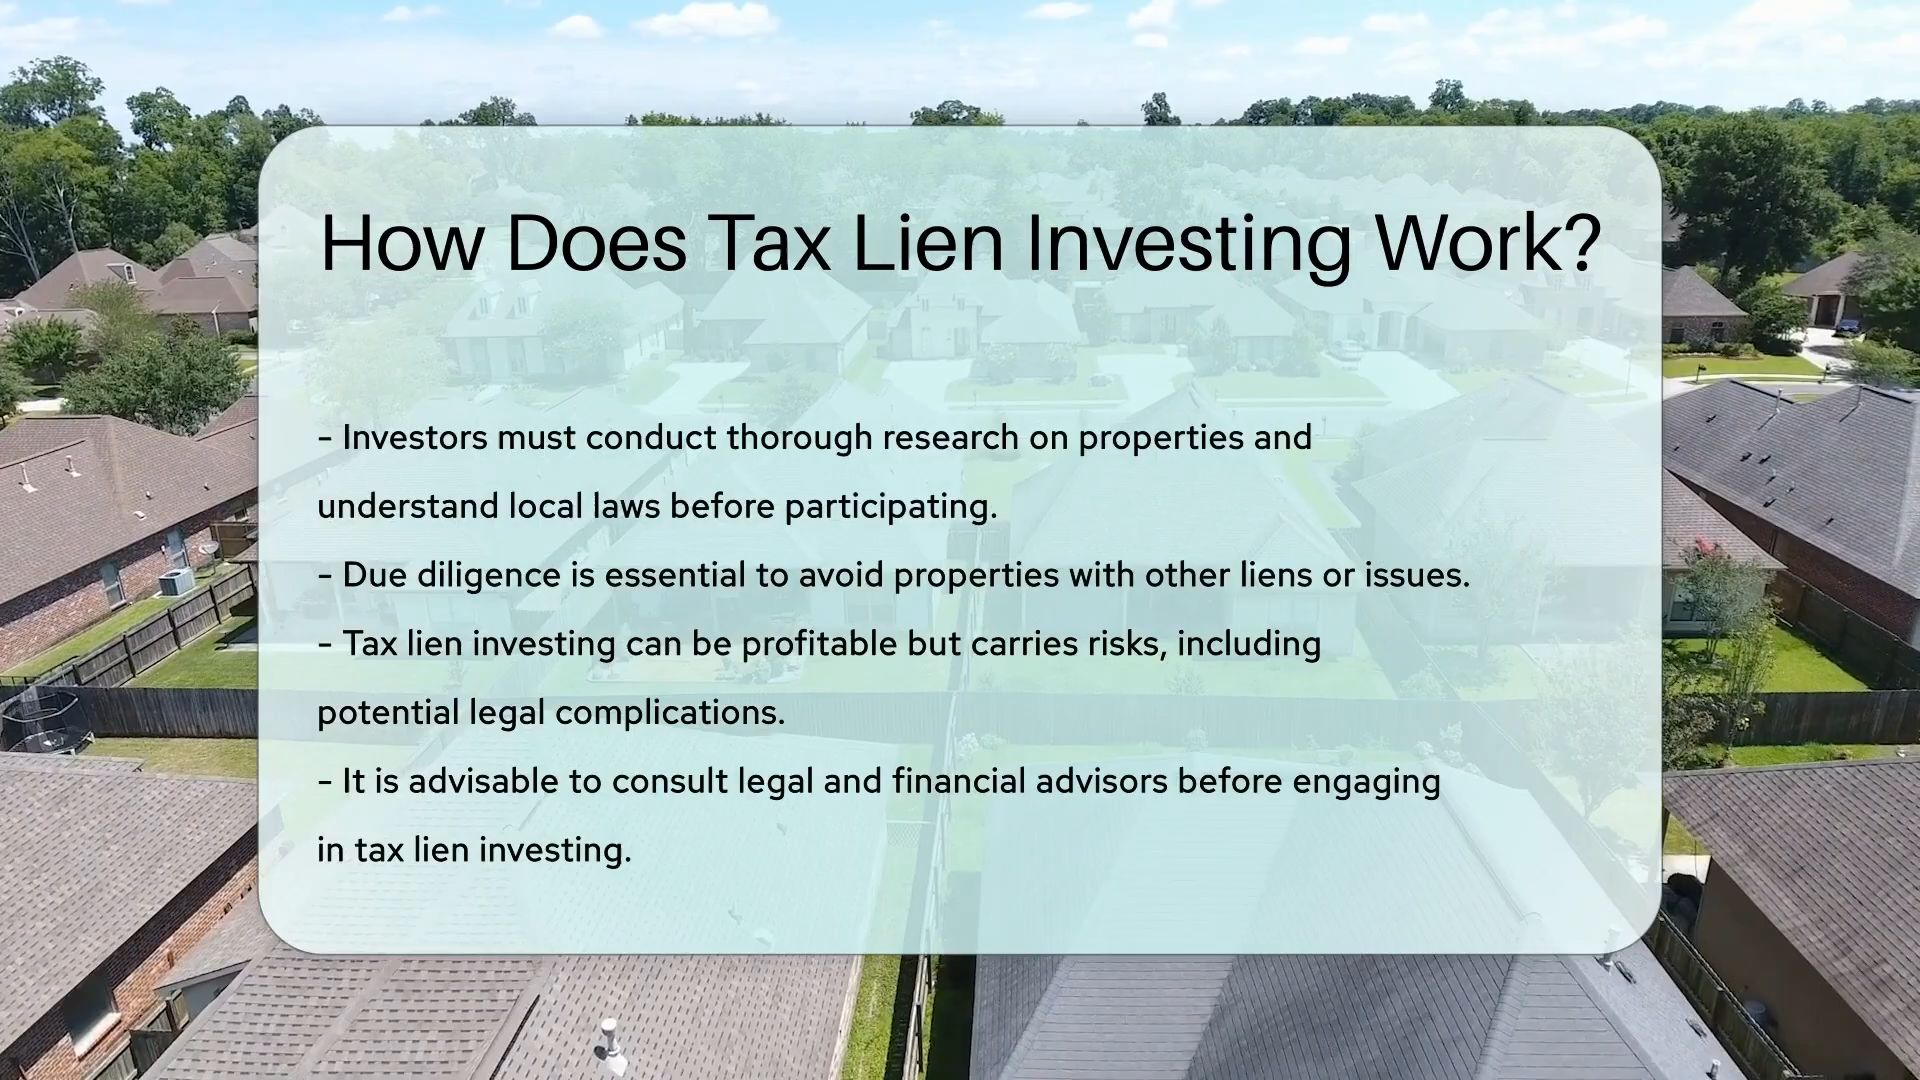 How Does Tax Lien Investing Work?
- Investors must conduct thorough research on properties and
understand local laws before participating.
- Due diligence is essential to avoid properties with other liens or issues.
- Tax lien investing can be profitable but carries risks, including
potential legal complications.
- It is advisable to consult legal and financial advisors before engaging
in tax lien investing.